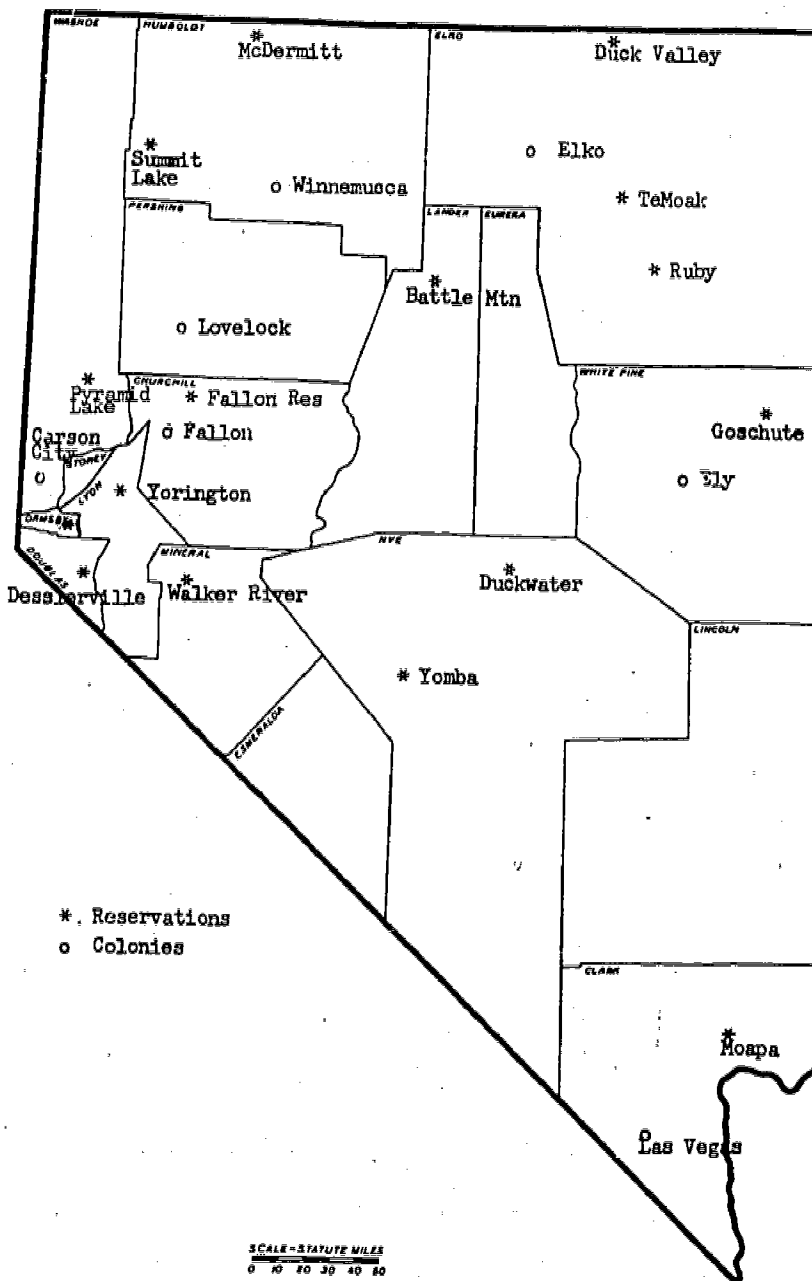 WASHOE
HUMBOLDT
ELKO
McDermitt
Duck Valley
Summit
Lake
Elko
Winnemusca
TeMoak
PERSHING
LANDER
EUREKA
Ruby
Battle Mtn
Lovelock
CHURCHILL
WHITE PINE
Pyramid
Lake
Fallon Res
Goschute
Carson
City
Fallon
STOREY
Ely
LYON
Yorington
ORMSBY
NYE
MINERAL
DOUGLAS
Desslerville
Walker River
Duckwater
LINCOLN
Yomba
ESMERALDA
*. Reservations
o Colonies
CLARK
Moapa
Las Vegas
SCALE = STATUTE MILES
0 10 20 30 40 50